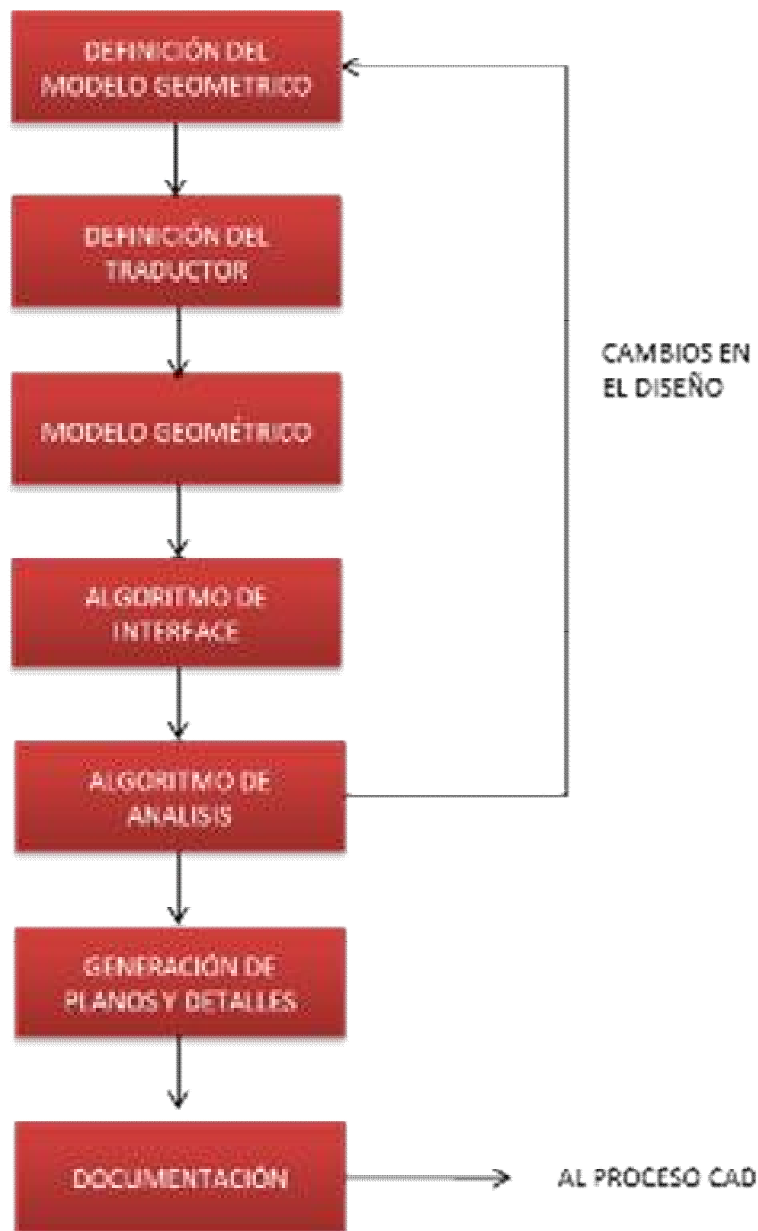 DEFINICIÓN DEL
MODELO GEOMETRICO
DEFINICIÓN DEL
TRADUCTOR
CAMBIOS EN
EL DISEÑO
MODELO GEOMÉTRICO
ALGORITMO DE
INTERFACE
ALGORITMO DE
ANALISIS
GENERACIÓN DE
PLANOS Y DETALLES
DOCUMENTACIÓN
AL PROCESO CAD